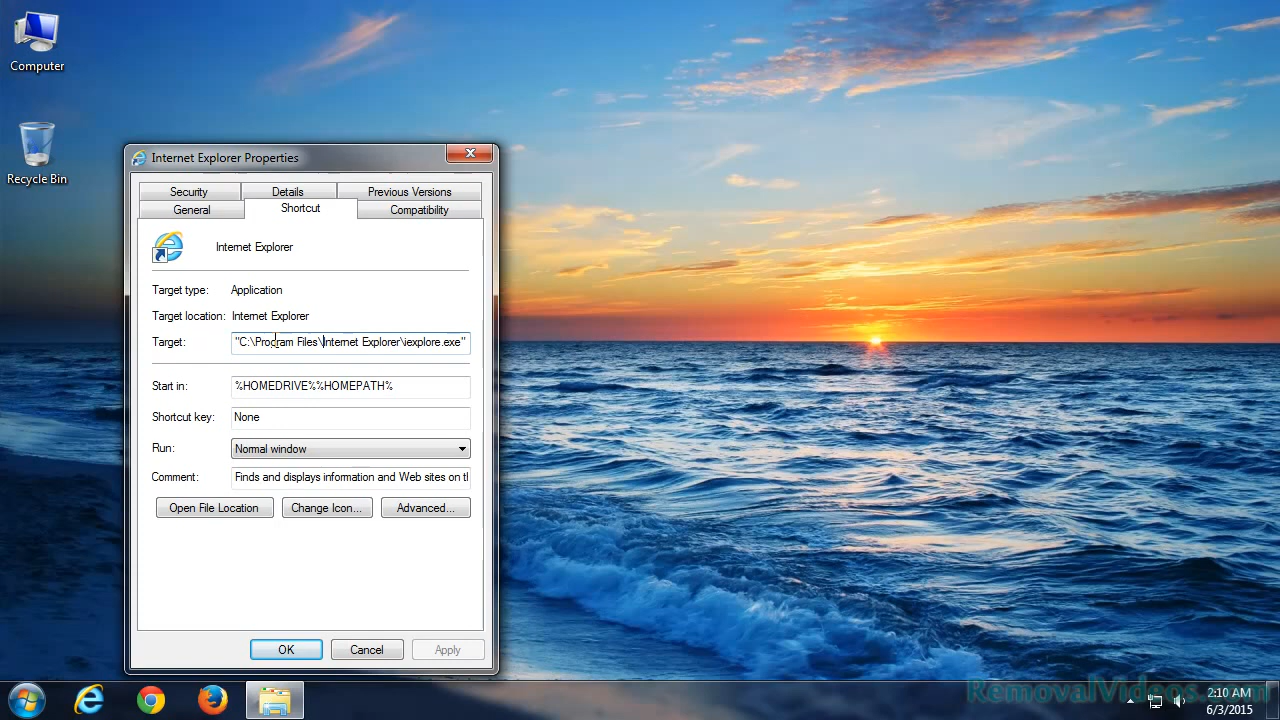 Computer
Recycle Bin
Internet Explorer Properties
Security Details Previous Versions
General Shortcut Compatibility
Internet Explorer
Target type: Application
Target location: Internet Explorer
Target: "C:\Program Files\Internet Explorer\iexplore.exe"
Start in: %HOMEDRIVE%%HOMEPATH%
Shortcut key: None
Run: Normal window
Comment: Finds and displays information and Web sites on tl
Open File Location Change Icon... Advanced...
OK Cancel Apply
RemovalVideos.com
2:10 AM
6/3/2015